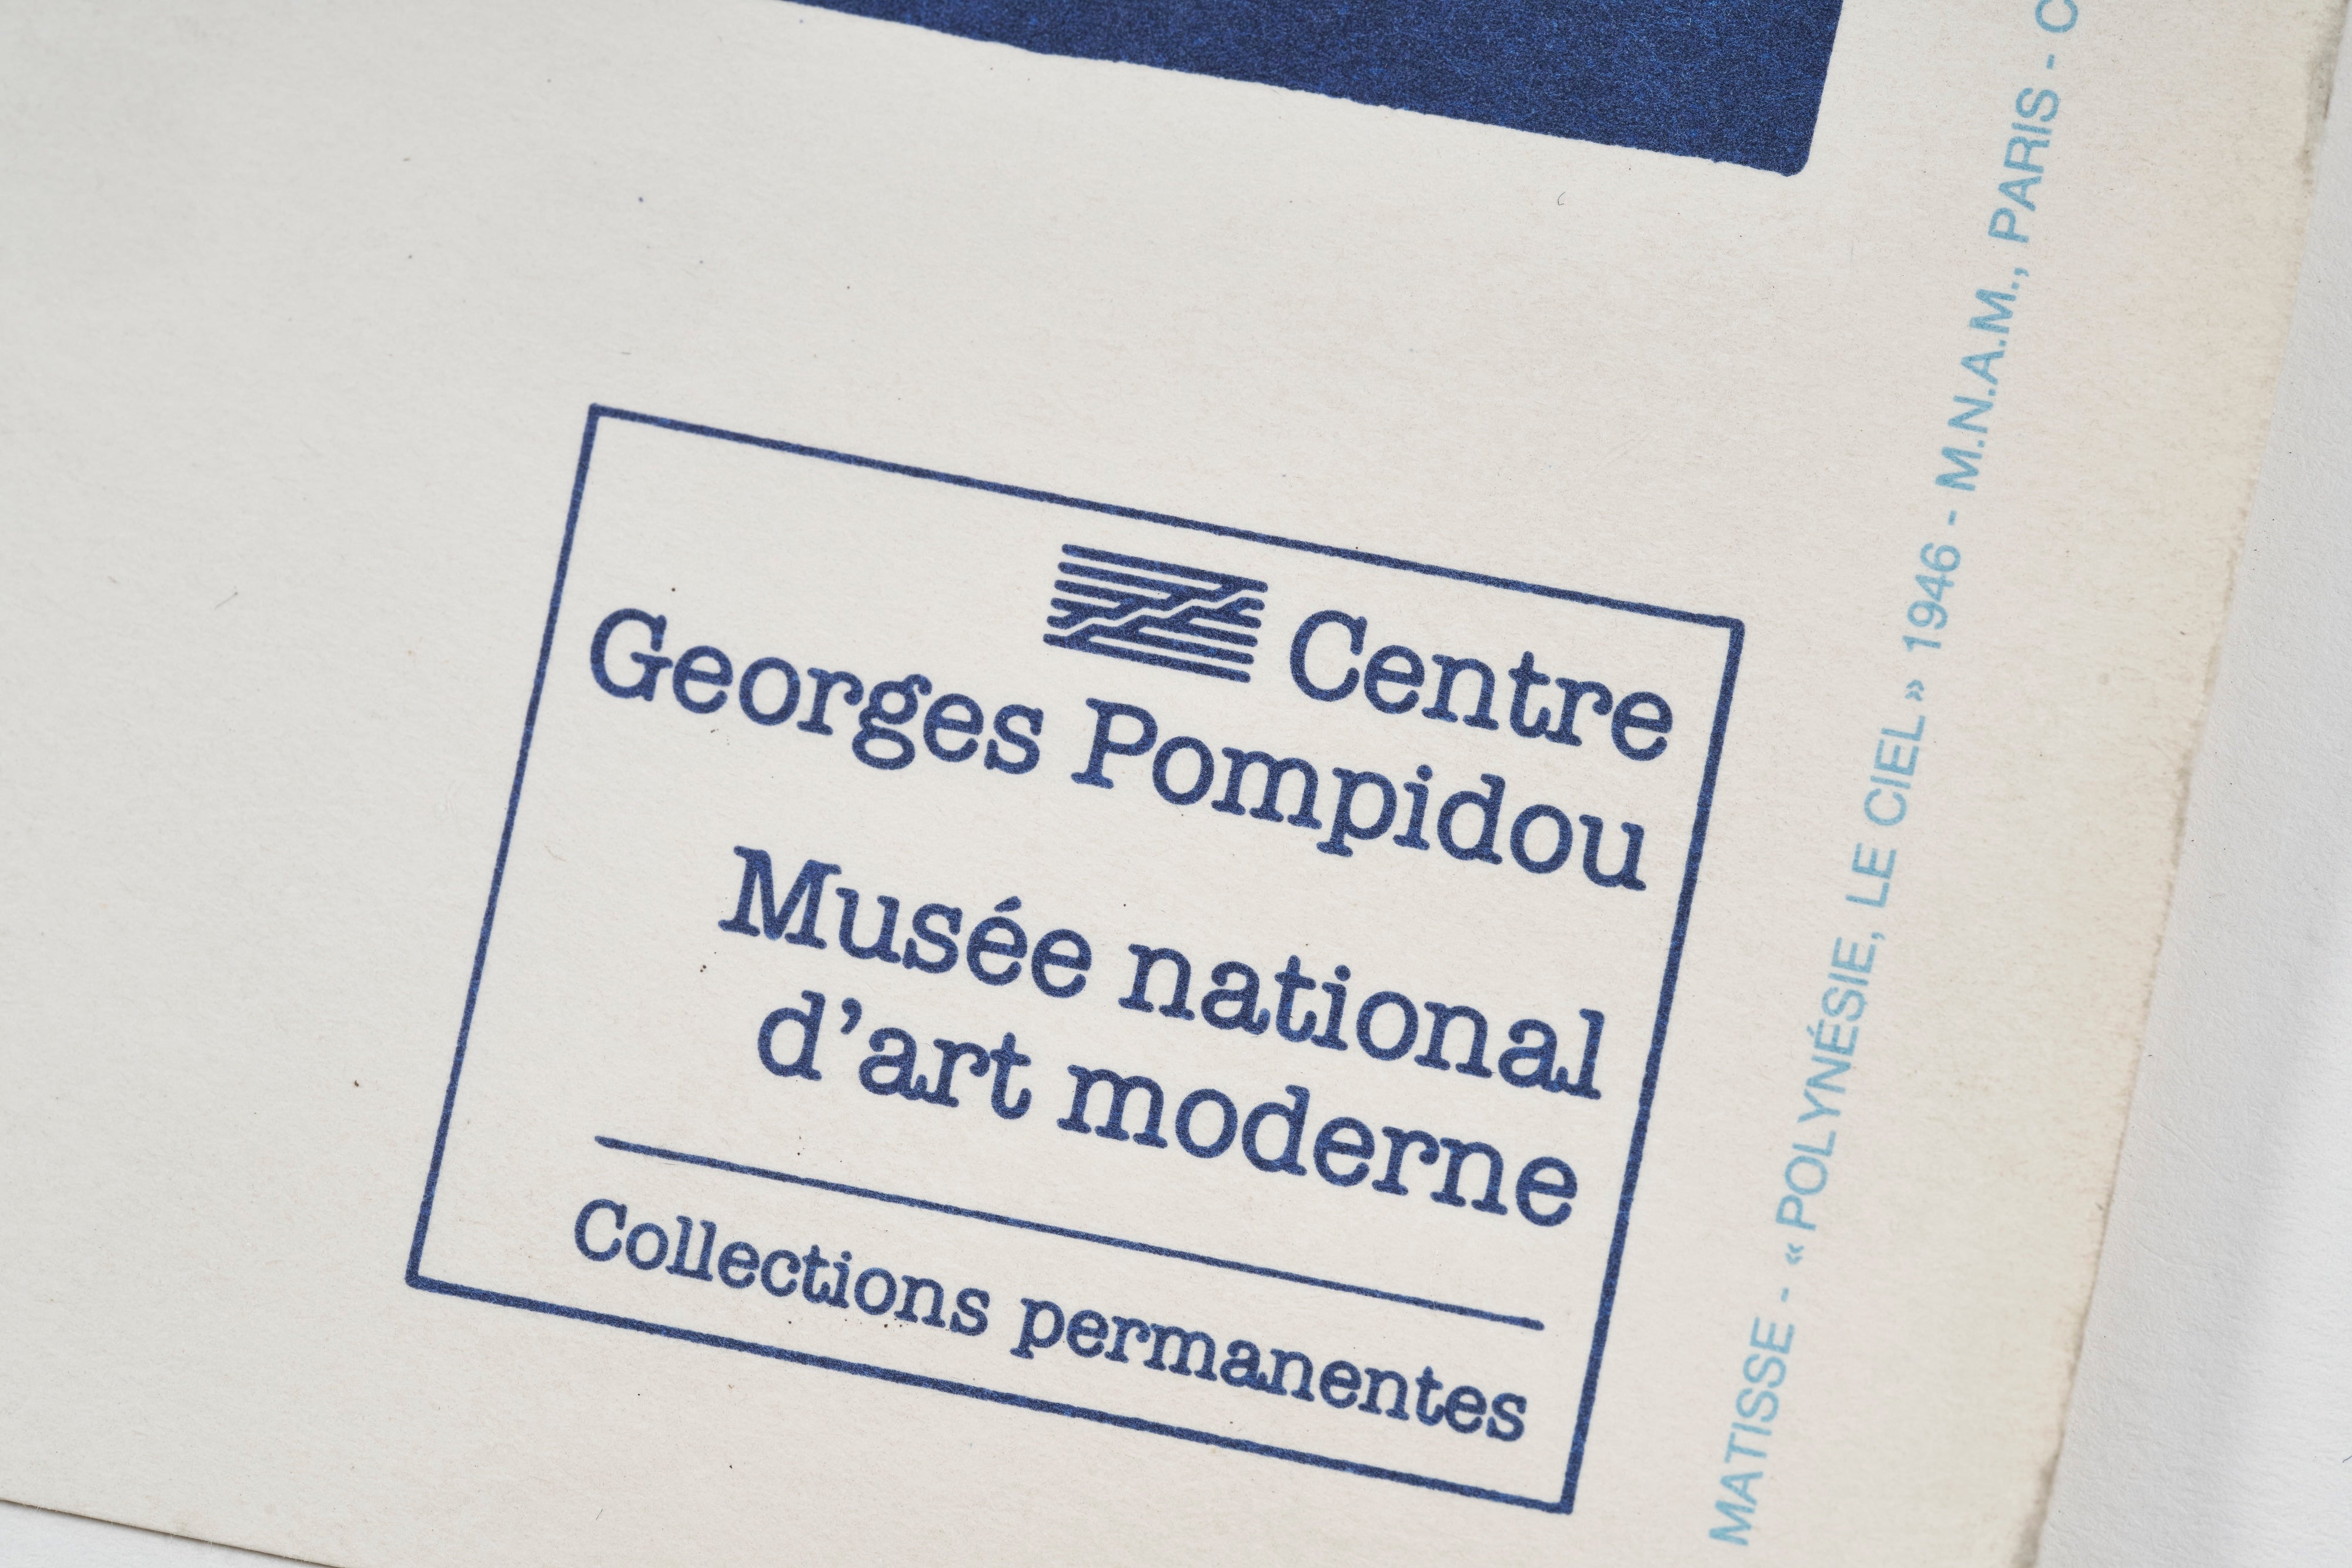 Centre
Georges Pompidou
Musée national
d’art moderne
Collections permanentes
MATISSE - « POLYNÉSIE, LE CIEL » 1946 - M.N.A.M., PARIS -